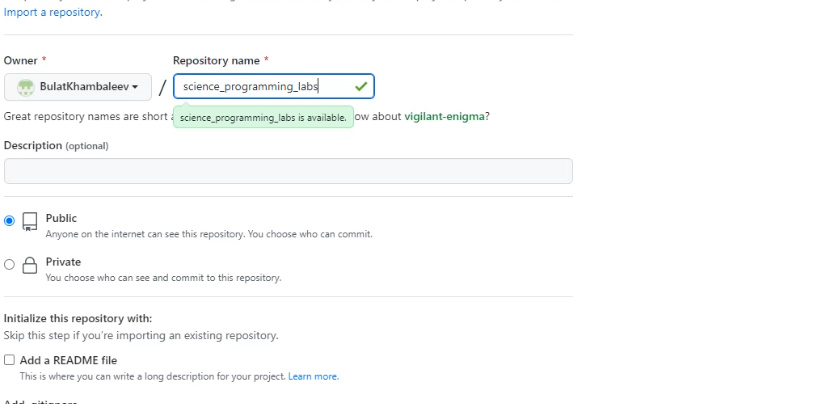 Import a repository.
Owner *
Repository name *
BulatKhambaleev
/
science_programming_labs
Great repository names are short
science_programming_labs is available.
ow about vigilant-enigma?
Description (optional)
Public
Anyone on the internet can see this repository. You choose who can commit.
Private
You choose who can see and commit to this repository.
Initialize this repository with:
Skip this step if you're importing an existing repository.
Add a README file
This is where you can write a long description for your project. Learn more.